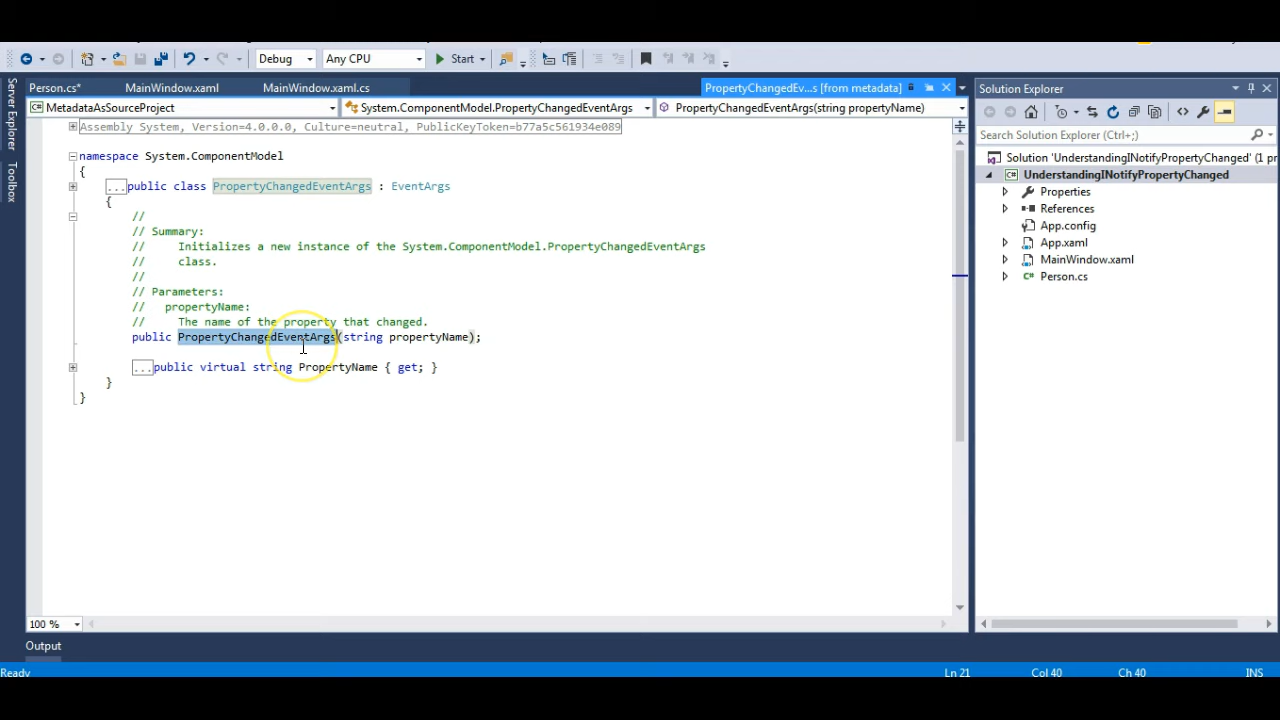 Debug
Any CPU
Start
Person.cs*
MainWindow.xaml
MainWindow.xaml.cs
PropertyChangedEv...s [from metadata]
MetadataAsSourceProject
System.ComponentModel.PropertyChangedEventArgs
PropertyChangedEventArgs(string propertyName)
Server Explorer
Toolbox
Assembly System, Version=4.0.0.0, Culture=neutral, PublicKeyToken=b77a5c561934e089
namespace System.ComponentModel
{
...public class PropertyChangedEventArgs : EventArgs
{
//
// Summary:
//     Initializes a new instance of the System.ComponentModel.PropertyChangedEventArgs
//     class.
//
// Parameters:
//   propertyName:
//     The name of the property that changed.
public PropertyChangedEventArgs(string propertyName);
...public virtual string PropertyName { get; }
}
}
100 %
Output
Ready
Ln 21
Col 40
Ch 40
INS
Solution Explorer
Search Solution Explorer (Ctrl+;)
Solution 'UnderstandingINotifyPropertyChanged' (1 pr
UnderstandingINotifyPropertyChanged
Properties
References
App.config
App.xaml
MainWindow.xaml
Person.cs